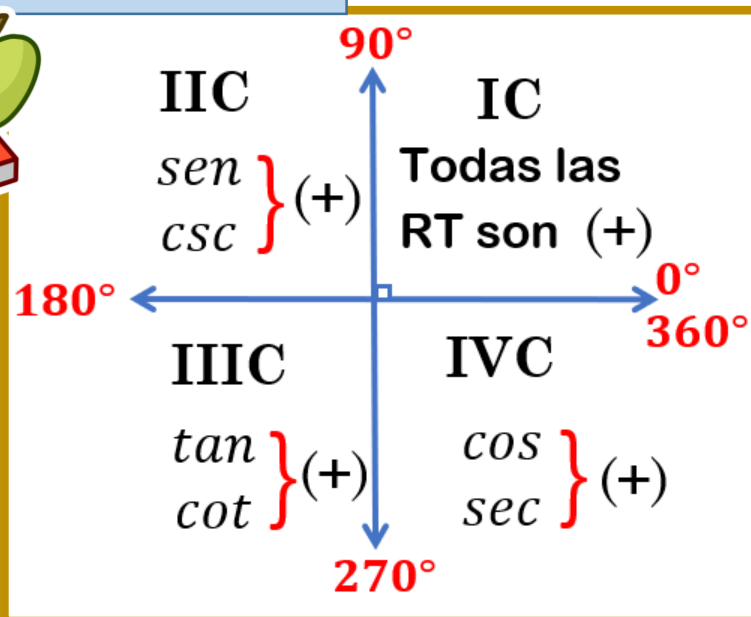 90°
IIC
sen
csc
(+)
IC
Todas las
RT son (+)
180°
0°
360°
IIIC
tan
cot
(+)
IVC
cos
sec
(+)
270°